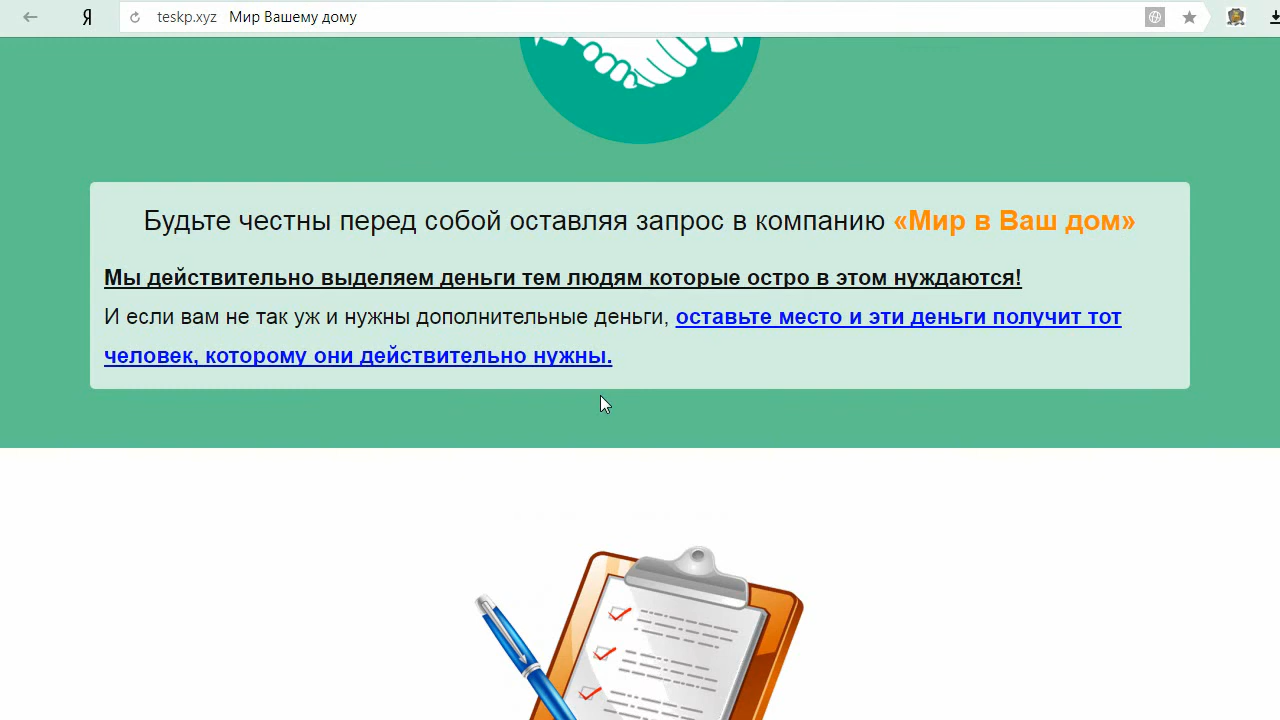 Я teskp.xyz Мир Вашему дому
Будьте честны перед собой оставляя запрос в компанию «Мир в Ваш дом»
Мы действительно выделяем деньги тем людям которые остро в этом нуждаются!
И если вам не так уж и нужны дополнительные деньги, оставьте место и эти деньги получит тот
человек, которому они действительно нужны.